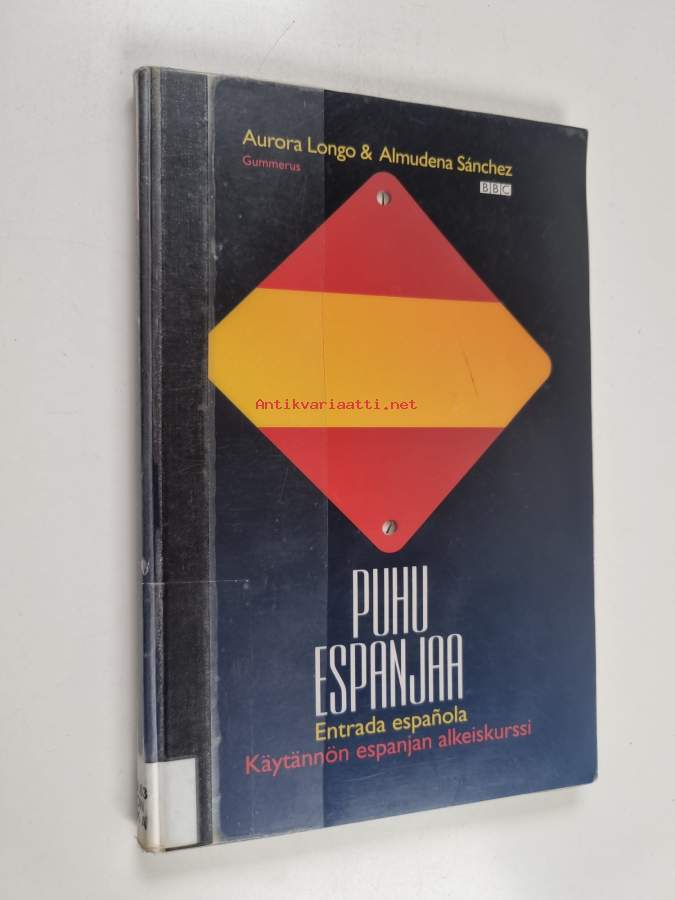 Aurora Longo & Almudena Sánchez
Gummerus
BBC
Antikvariaatti.net
PUHU
ESPANJAA
Entrada española
Käytännön espanjan alkeiskurssi